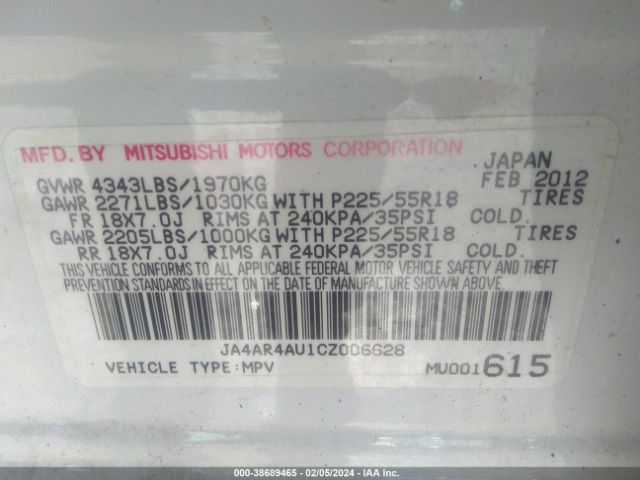 MFD. BY MITSUBISHI MOTORS CORPORATION JAPAN
GVWR 4343LBS/1970KG FEB 2012
GAWR 2271LBS/1030KG WITH P225/55R18 TIRES
FR 18X7.0J RIMS AT 240KPA/35PSI COLD.
GAWR 2205LBS/1000KG WITH P225/55R18 TIRES
RR 18X7.0J RIMS AT 240KPA/35PSI COLD.
THIS VEHICLE CONFORMS TO ALL APPLICABLE FEDERAL MOTOR VEHICLE SAFETY AND THEFT
PREVENTION STANDARDS IN EFFECT ON THE DATE OF MANUFACTURE SHOWN ABOVE.
JA4AR4AU1CZ006628
VEHICLE TYPE:MPV MU001615
000-38689465 - 02/05/2024 - IAA Inc.